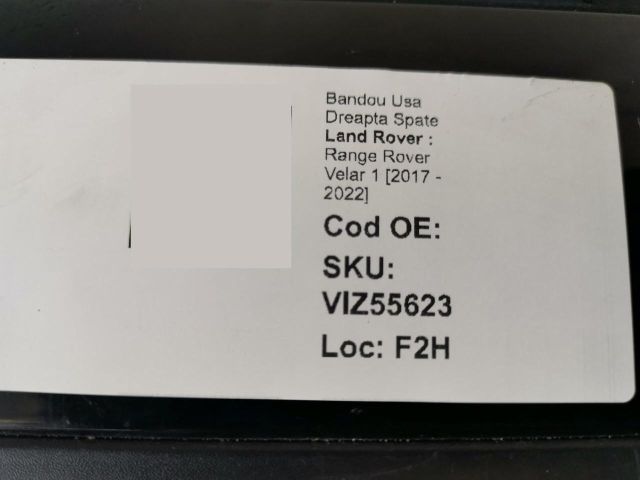 Bandou Usa
Dreapta Spate
Land Rover :
Range Rover
Velar 1 [2017 -
2022]
Cod OE:
SKU:
VIZ55623
Loc: F2H